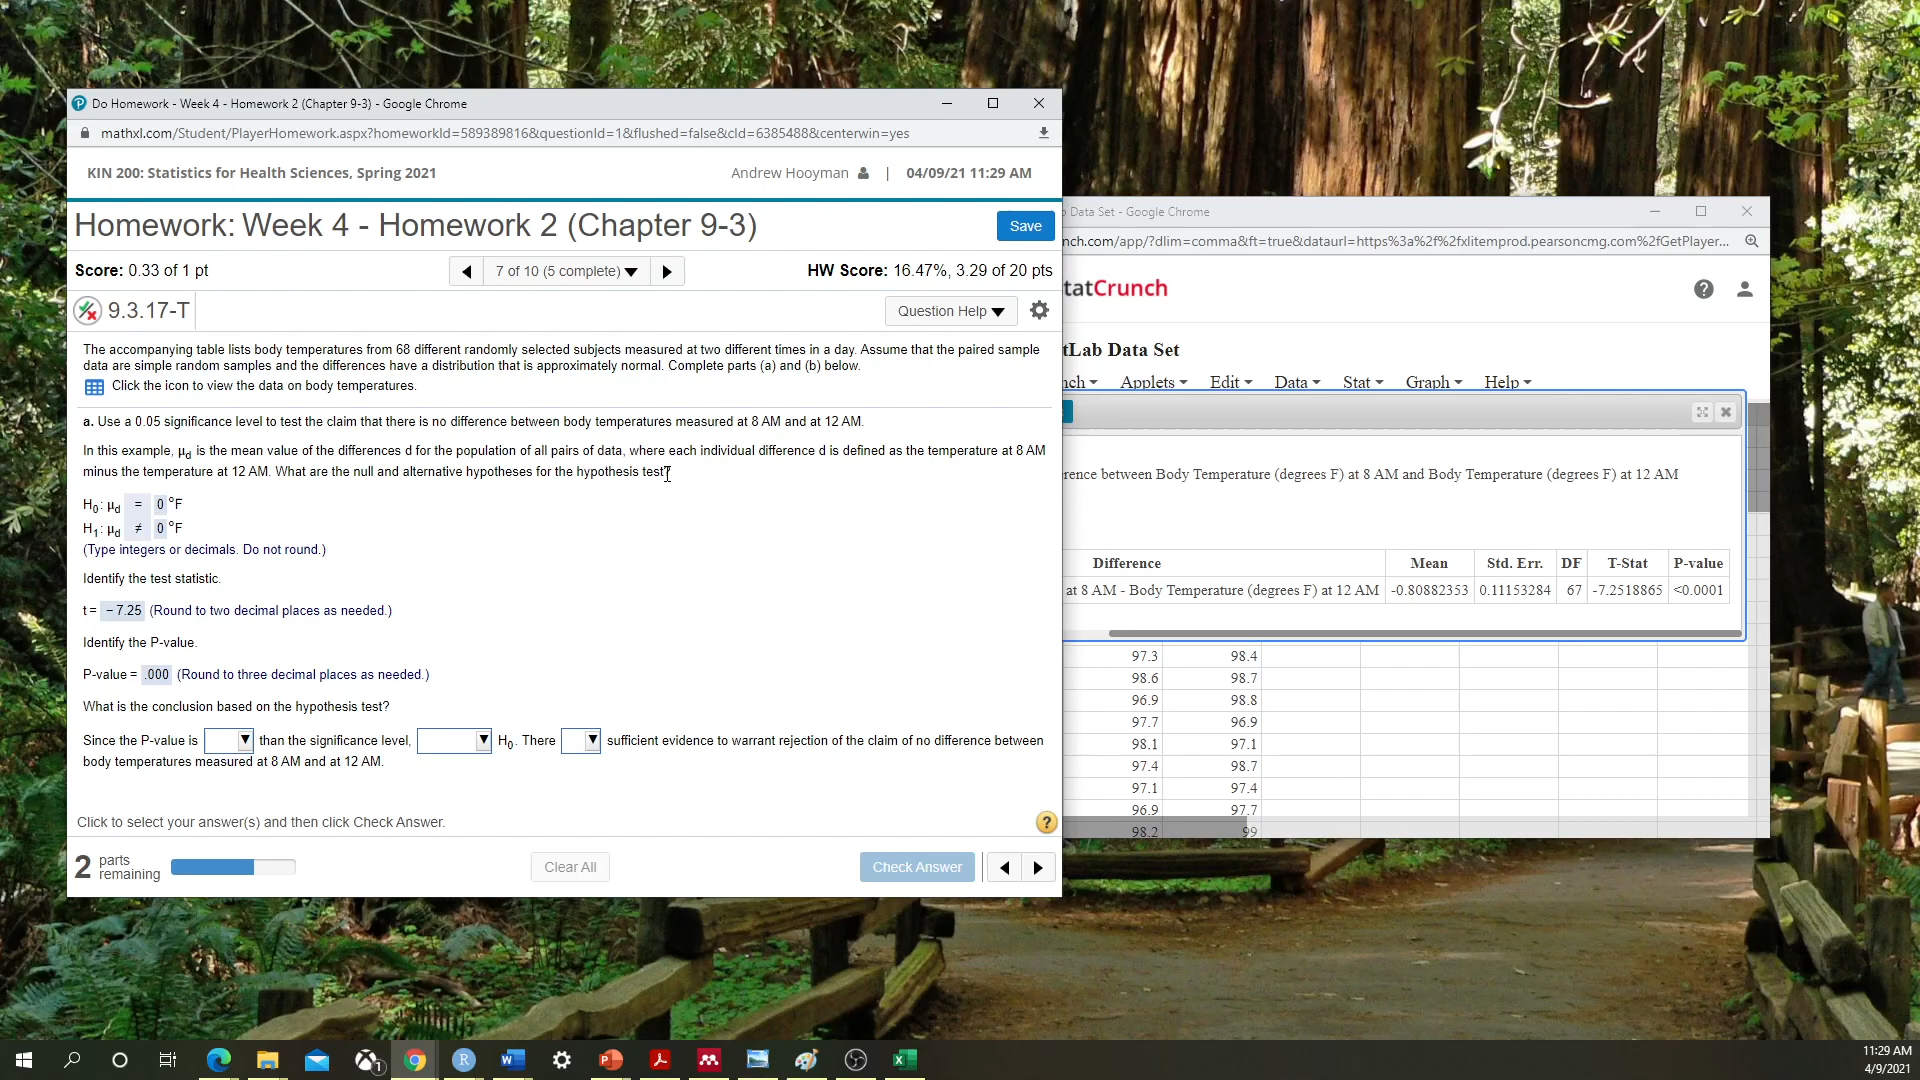 Do Homework - Week 4 - Homework 2 (Chapter 9-3) - Google Chrome
mathxl.com/Student/PlayerHomework.aspx?homeworkId=589389816&questionId=1&flushed=false&cId=6385488&centerwin=yes
KIN 200: Statistics for Health Sciences, Spring 2021
Andrew Hooyman | 04/09/21 11:29 AM
Homework: Week 4 - Homework 2 (Chapter 9-3)
Save
Score: 0.33 of 1 pt
7 of 10 (5 complete)
HW Score: 16.47%, 3.29 of 20 pts
9.3.17-T
Question Help
The accompanying table lists body temperatures from 68 different randomly selected subjects measured at two different times in a day. Assume that the paired sample
data are simple random samples and the differences have a distribution that is approximately normal. Complete parts (a) and (b) below.
Click the icon to view the data on body temperatures.
a. Use a 0.05 significance level to test the claim that there is no difference between body temperatures measured at 8 AM and at 12 AM.
In this example, μd is the mean value of the differences d for the population of all pairs of data, where each individual difference d is defined as the temperature at 8 AM
minus the temperature at 12 AM. What are the null and alternative hypotheses for the hypothesis test?
H0: μd = 0 °F
H1: μd ≠ 0 °F
(Type integers or decimals. Do not round.)
Identify the test statistic.
t = − 7.25 (Round to two decimal places as needed.)
Identify the P-value.
P-value = .000 (Round to three decimal places as needed.)
What is the conclusion based on the hypothesis test?
Since the P-value is than the significance level, H0. There sufficient evidence to warrant rejection of the claim of no difference between
body temperatures measured at 8 AM and at 12 AM.
Click to select your answer(s) and then click Check Answer.
?
2 parts
remaining
Clear All
Check Answer
Data Set - Google Chrome
nch.com/app/?dlim=comma&ft=true&dataurl=https%3a%2f%2fxlitemprod.pearsoncmg.com%2fGetPlayer...
tatCrunch
?
tLab Data Set
nch Applets Edit Data Stat Graph Help
rence between Body Temperature (degrees F) at 8 AM and Body Temperature (degrees F) at 12 AM
Difference Mean Std. Err. DF T-Stat P-value
at 8 AM - Body Temperature (degrees F) at 12 AM -0.80882353 0.11153284 67 -7.2518865 <0.0001
97.3 98.4
98.6 98.7
96.9 98.8
97.7 96.9
98.1 97.1
97.4 98.7
97.1 97.4
96.9 97.7
98.2 99
11:29 AM
4/9/2021